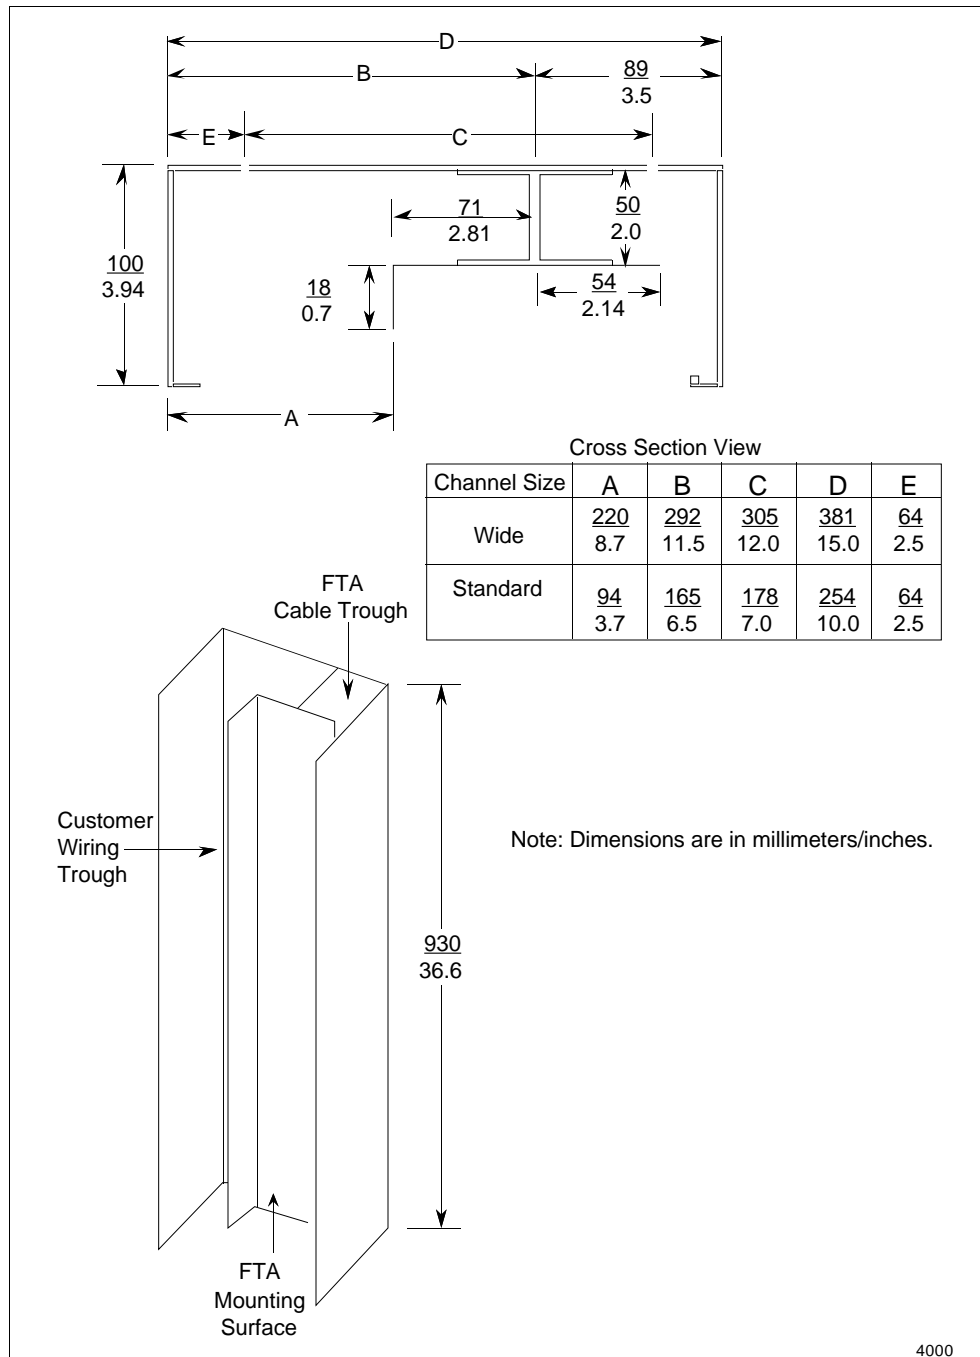 D
B
89
3.5
E
C
71
2.81
50
2.0
100
3.94
18
0.7
54
2.14
A
Cross Section View
Channel Size A B C D E
Wide
220 292 305 381 64
8.7 11.5 12.0 15.0 2.5
Standard
94 165 178 254 64
3.7 6.5 7.0 10.0 2.5
FTA
Cable Trough
Customer
Wiring
Trough
Note: Dimensions are in millimeters/inches.
930
36.6
FTA
Mounting
Surface
4000